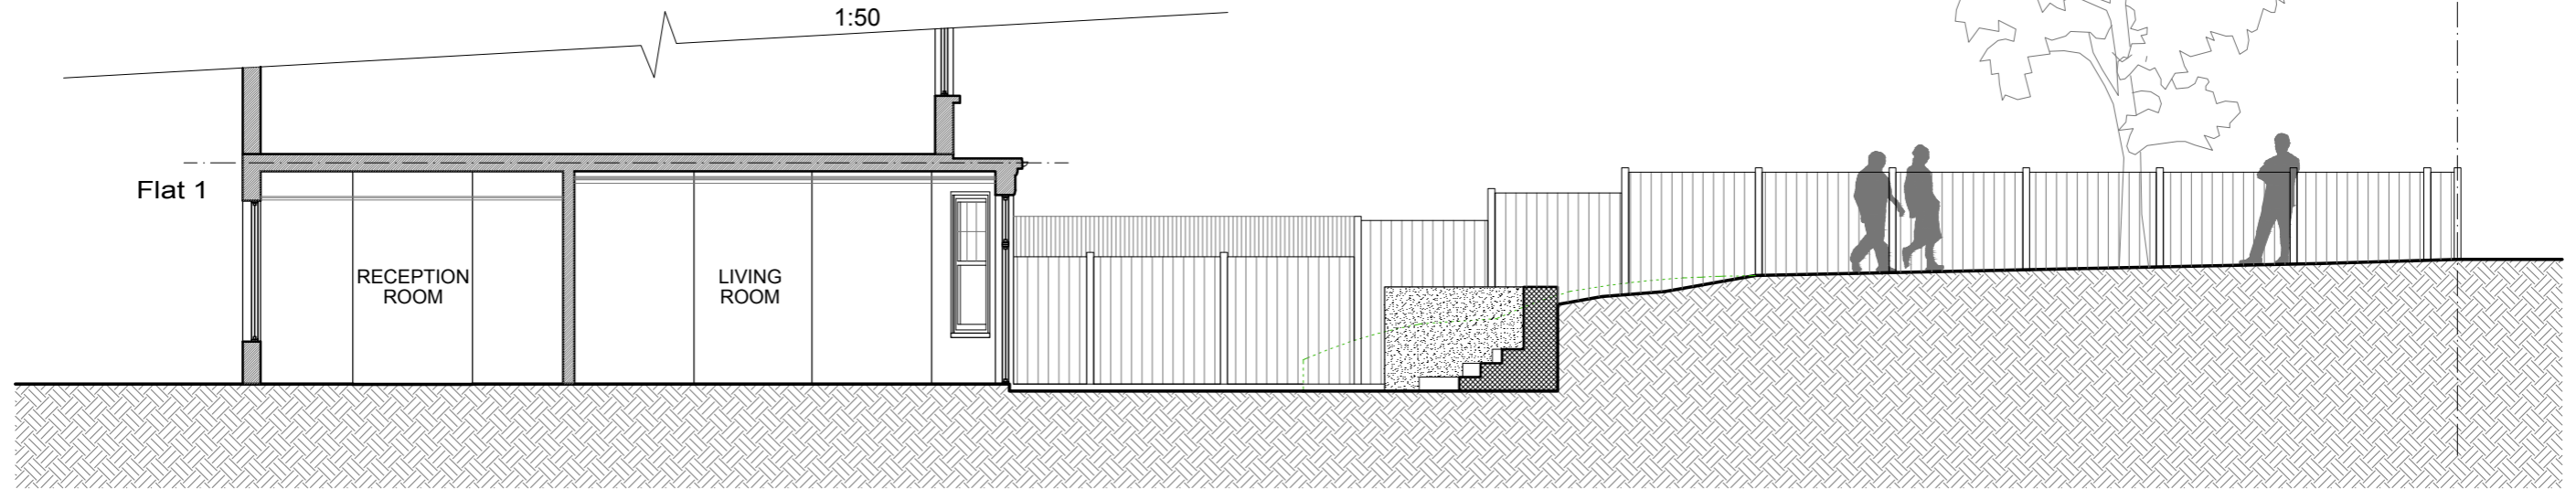 1:50
Flat 1
RECEPTION
ROOM
LIVING
ROOM